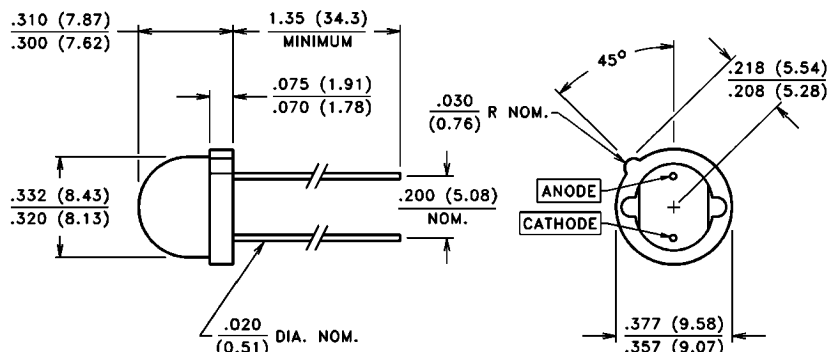 .310 (7.87)
.300 (7.62)
1.35 (34.3)
MINIMUM
.075 (1.91)
.070 (1.78)
.332 (8.43)
.320 (8.13)
.200 (5.08)
NOM.
.020
(0.51)
DIA. NOM.
45°
.218 (5.54)
.208 (5.28)
.030
(0.76)
R NOM.
ANODE
CATHODE
.377 (9.58)
.357 (9.07)